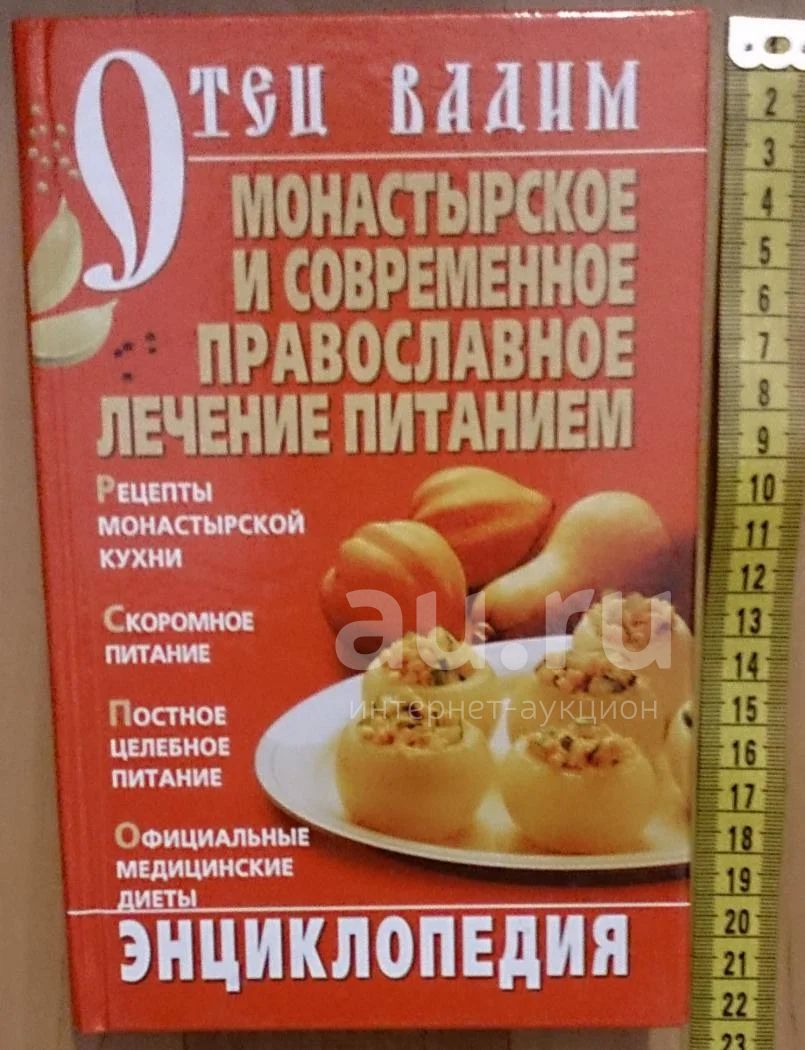 Отец Вадим
МОНАСТЫРСКОЕ
И СОВРЕМЕННОЕ
ПРАВОСЛАВНОЕ
ЛЕЧЕНИЕ ПИТАНИЕМ
РЕЦЕПТЫ
МОНАСТЫРСКОЙ
КУХНИ
СКОРОМНОЕ
ПИТАНИЕ
ПОСТНОЕ
ЦЕЛЕБНОЕ
ПИТАНИЕ
ОФИЦИАЛЬНЫЕ
МЕДИЦИНСКИЕ
ДИЕТЫ
ЭНЦИКЛОПЕДИЯ
au.ru
интернет-аукцион
2
3
4
5
6
7
8
9
10
11
12
13
14
15
16
17
18
19
20
21
22
23